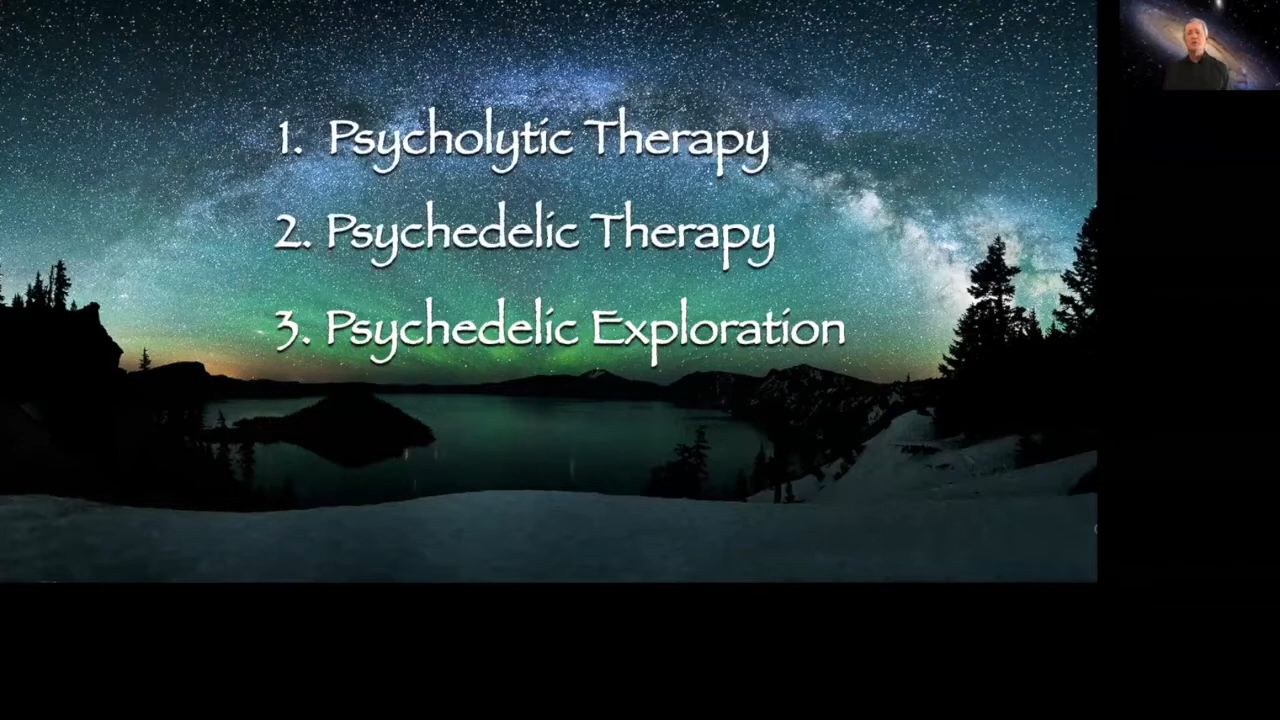 1. Psycholytic Therapy
2. Psychedelic Therapy
3. Psychedelic Exploration